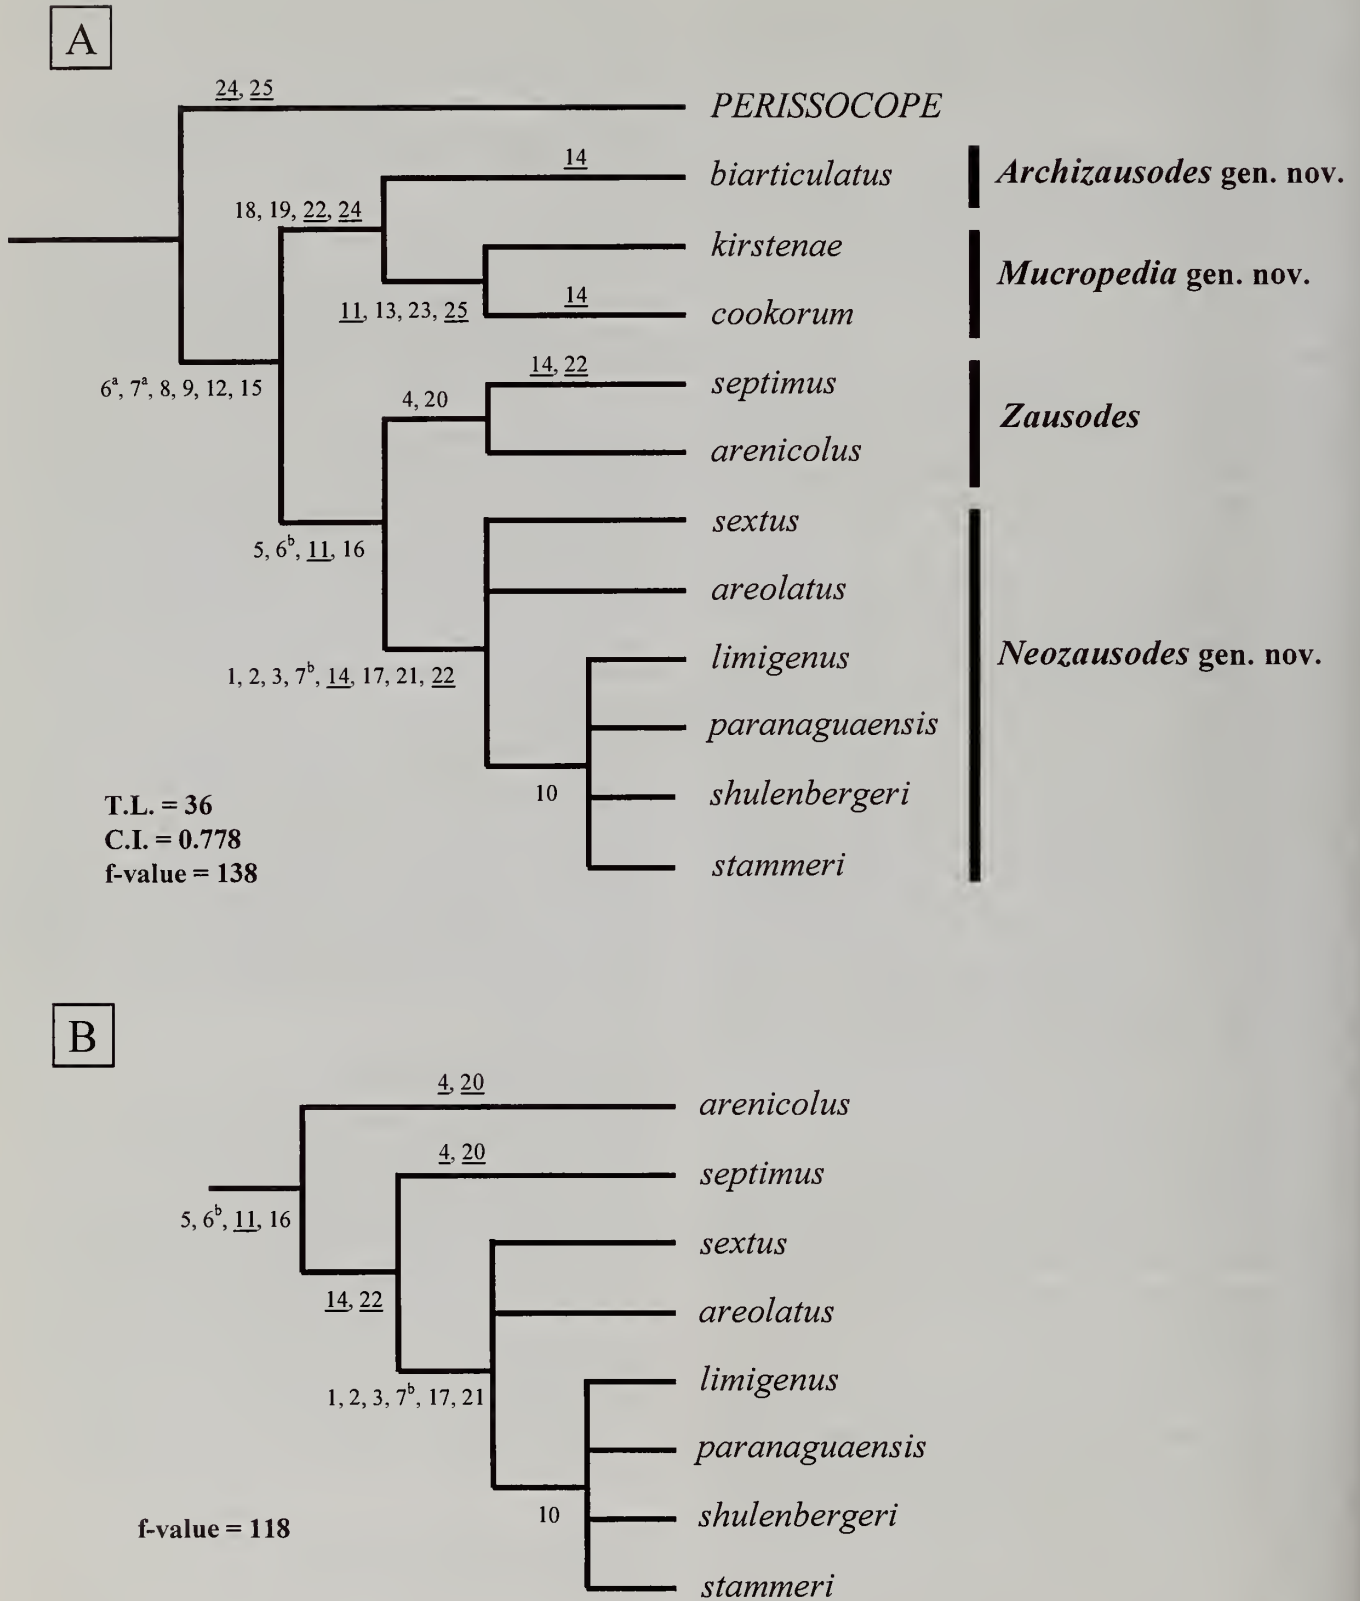 A
24, 25
PERISSOCOPE
14
biarticulatus
Archizausodes gen. nov.
18, 19, 22, 24
kirstenae
Mucropedia gen. nov.
11, 13, 23, 25
14
cookorum
6a, 7a, 8, 9, 12, 15
14, 22
septimus
4, 20
Zausodes
arenicolus
sextus
5, 6b, 11, 16
areolatus
limigenus
Neozausodes gen. nov.
1, 2, 3, 7b, 14, 17, 21, 22
paranaguaensis
10
shulenbergeri
stammeri
T.L. = 36
C.I. = 0.778
f-value = 138
B
4, 20
arenicolus
4, 20
septimus
5, 6b, 11, 16
sextus
14, 22
areolatus
limigenus
1, 2, 3, 7b, 17, 21
paranaguaensis
10
shulenbergeri
f-value = 118
stammeri